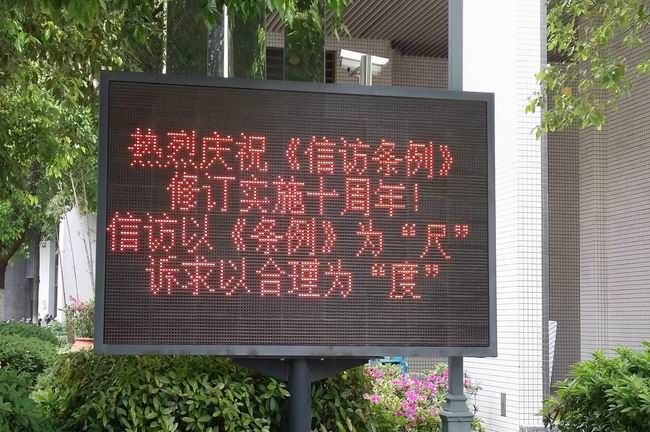 热烈庆祝《信访条例》
修订实施十周年！
信访以《条例》为“尺”
诉求以合理为“度”